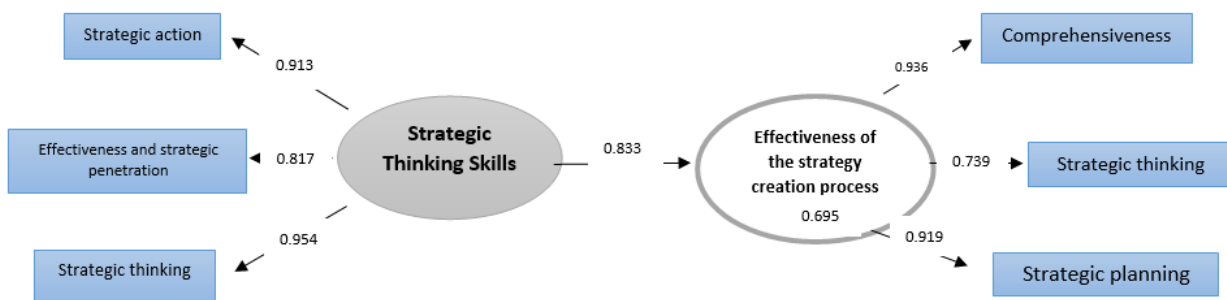 Strategic action
0.913
Effectiveness and strategic
penetration
0.817
Strategic thinking
0.954
Strategic
Thinking Skills
0.833
Effectiveness of
the strategy
creation process
0.695
Comprehensiveness
0.936
Strategic thinking
0.739
Strategic planning
0.919